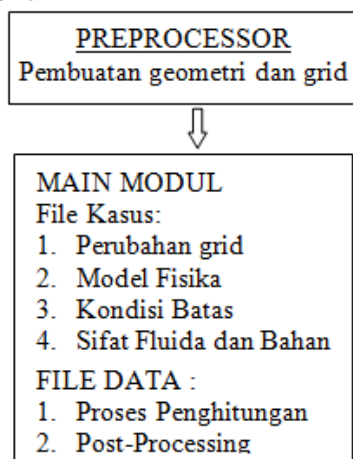 PREPROCESSOR
Pembuatan geometri dan grid
MAIN MODUL
File Kasus:
1. Perubahan grid
2. Model Fisika
3. Kondisi Batas
4. Sifat Fluida dan Bahan
FILE DATA :
1. Proses Penghitungan
2. Post-Processing